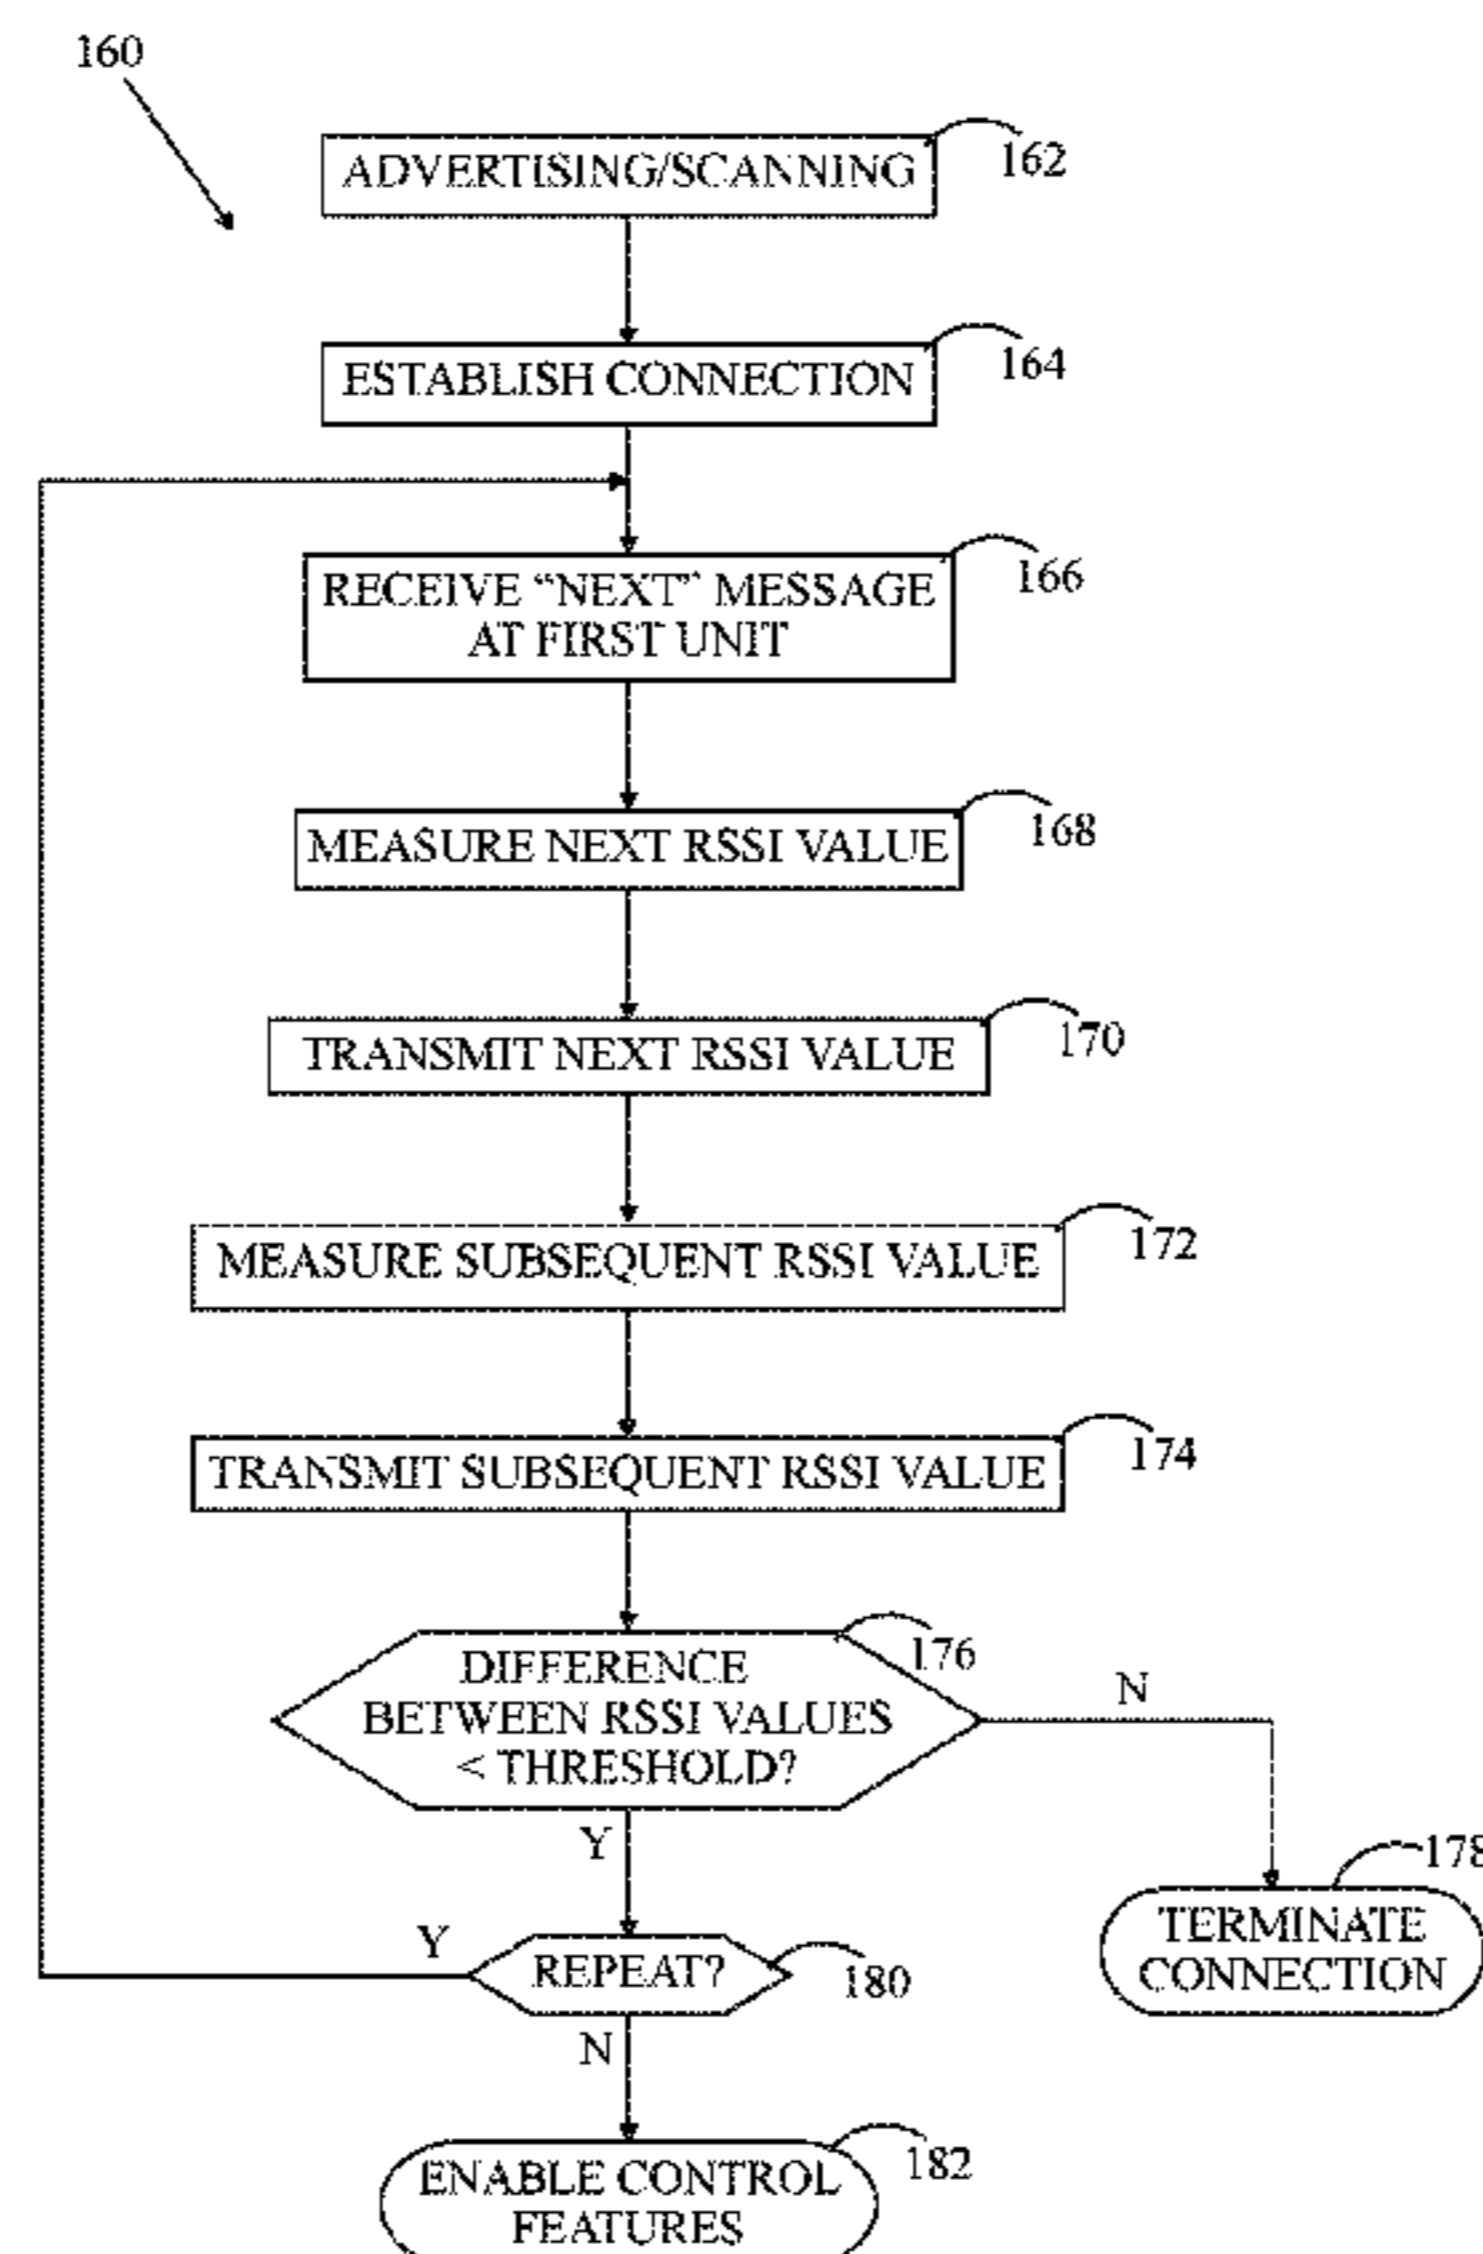 160
ADVERTISING/SCANNING
162
ESTABLISH CONNECTION
164
RECEIVE “NEXT” MESSAGE
AT FIRST UNIT
166
MEASURE NEXT RSSI VALUE
168
TRANSMIT NEXT RSSI VALUE
170
MEASURE SUBSEQUENT RSSI VALUE
172
TRANSMIT SUBSEQUENT RSSI VALUE
174
DIFFERENCE
BETWEEN RSSI VALUES
< THRESHOLD?
176
N
Y
178
TERMINATE
CONNECTION
Y
REPEAT?
180
N
ENABLE CONTROL
FEATURES
182